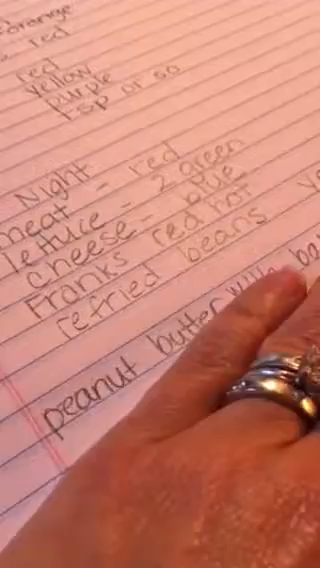 orange
red
red
yellow
purple
tsp or so
Night
meat - red
lettuce - 2 green
cheese - blue
Franks red hot
refried beans
peanut butter with